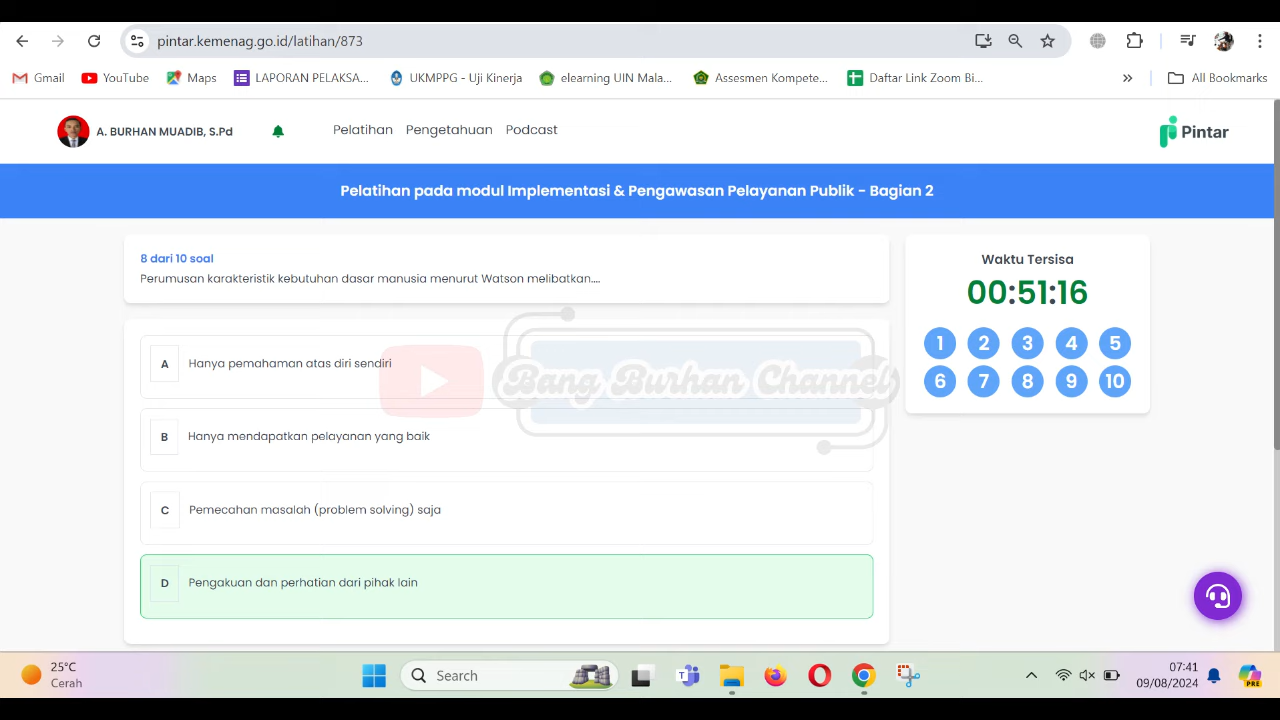 pintar.kemenag.go.id/latihan/873
Gmail
YouTube
Maps
LAPORAN PELAKSA...
UKMPPG - Uji Kinerja
elearning UIN Mala...
Assesmen Kompete...
Daftar Link Zoom Bi...
»
All Bookmarks
A. BURHAN MUADIB, S.Pd
Pelatihan
Pengetahuan
Podcast
Pintar
Pelatihan pada modul Implementasi & Pengawasan Pelayanan Publik - Bagian 2
8 dari 10 soal
Perumusan karakteristik kebutuhan dasar manusia menurut Watson melibatkan....
A Hanya pemahaman atas diri sendiri
B Hanya mendapatkan pelayanan yang baik
C Pemecahan masalah (problem solving) saja
D Pengakuan dan perhatian dari pihak lain
Bang Burhan Channel
Waktu Tersisa
00:51:16
1 2 3 4 5
6 7 8 9 10
25°C
Cerah
Search
07:41
09/08/2024
PRE